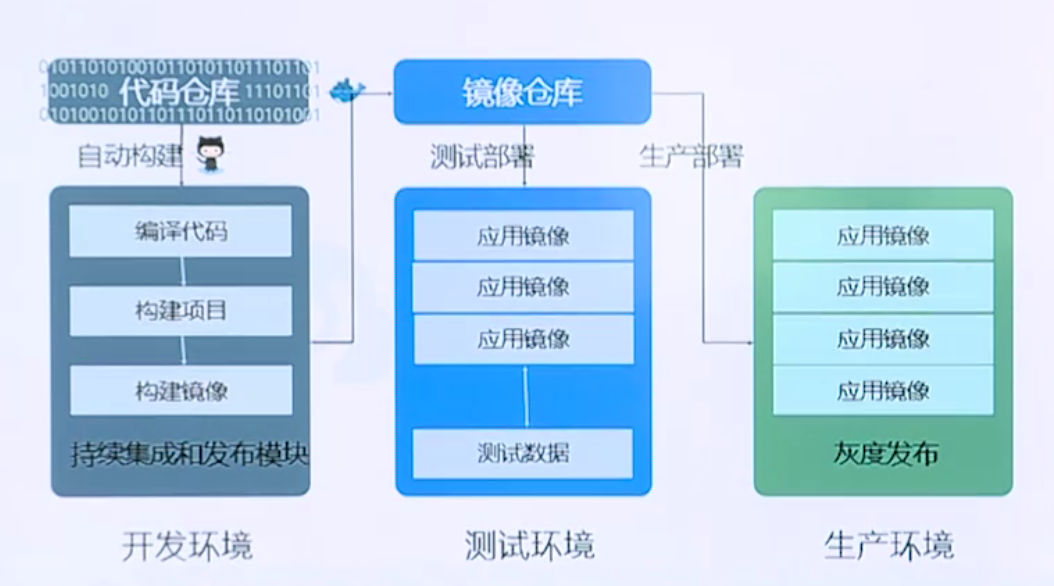 01011010100101101011011101101
1001010 代码仓库 11101101
010100101011011101101101010001
镜像仓库
自动构建
测试部署
生产部署
编译代码
构建项目
构建镜像
持续集成和发布模块
应用镜像
应用镜像
应用镜像
测试数据
应用镜像
应用镜像
应用镜像
应用镜像
灰度发布
开发环境
测试环境
生产环境